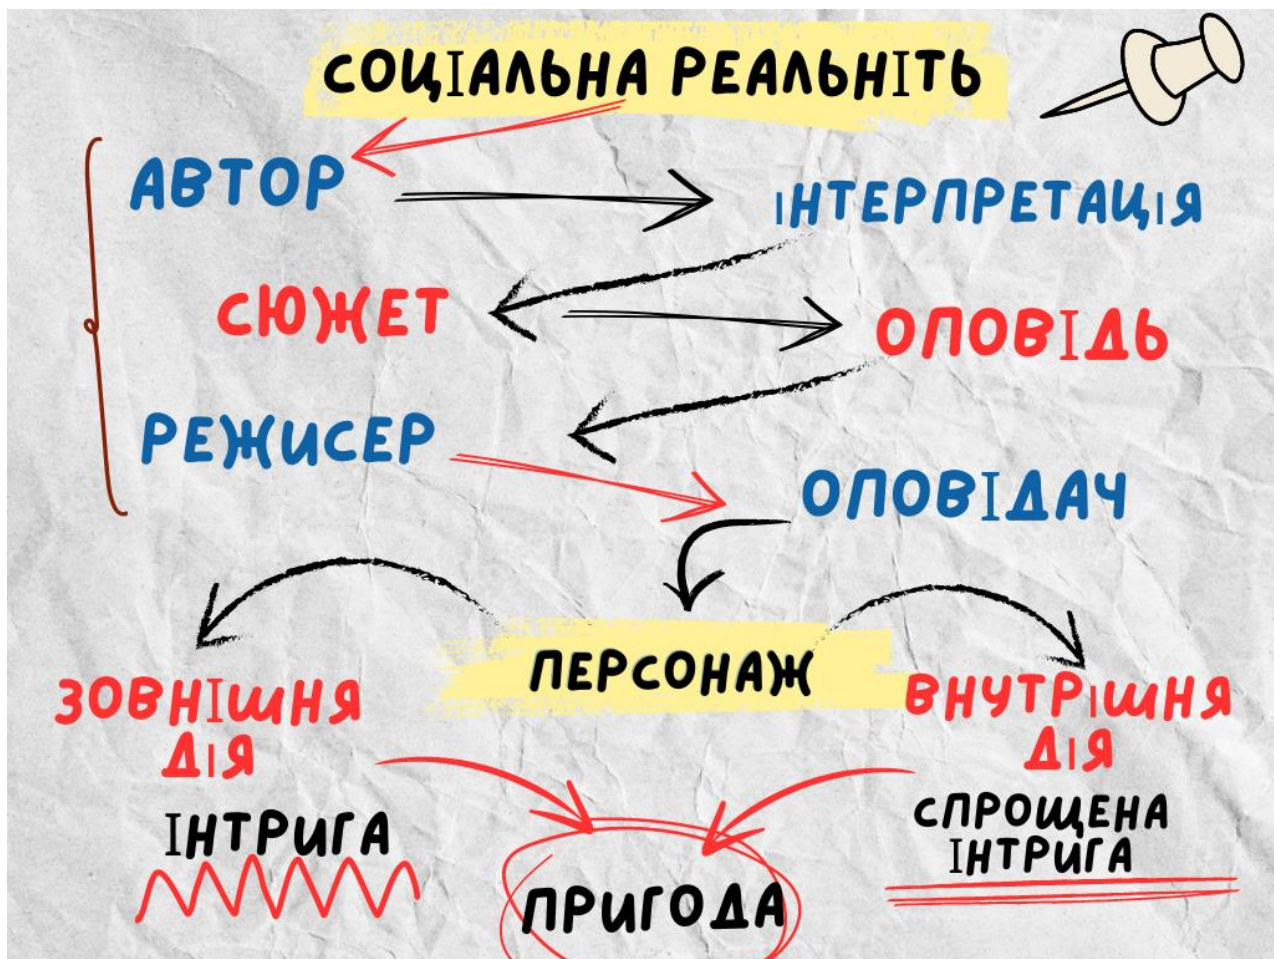 СОЦІАЛЬНА РЕАЛЬНІТЬ
АВТОР
ІНТЕРПРЕТАЦІЯ
СЮЖЕТ
ОПОВІДЬ
РЕЖИСЕР
ОПОВІДАЧ
ПЕРСОНАЖ
ЗОВНІШНЯ
ДІЯ
ВНУТРІШНЯ
ДІЯ
ІНТРИГА
СПРОЩЕНА
ІНТРИГА
ПРИГОДА